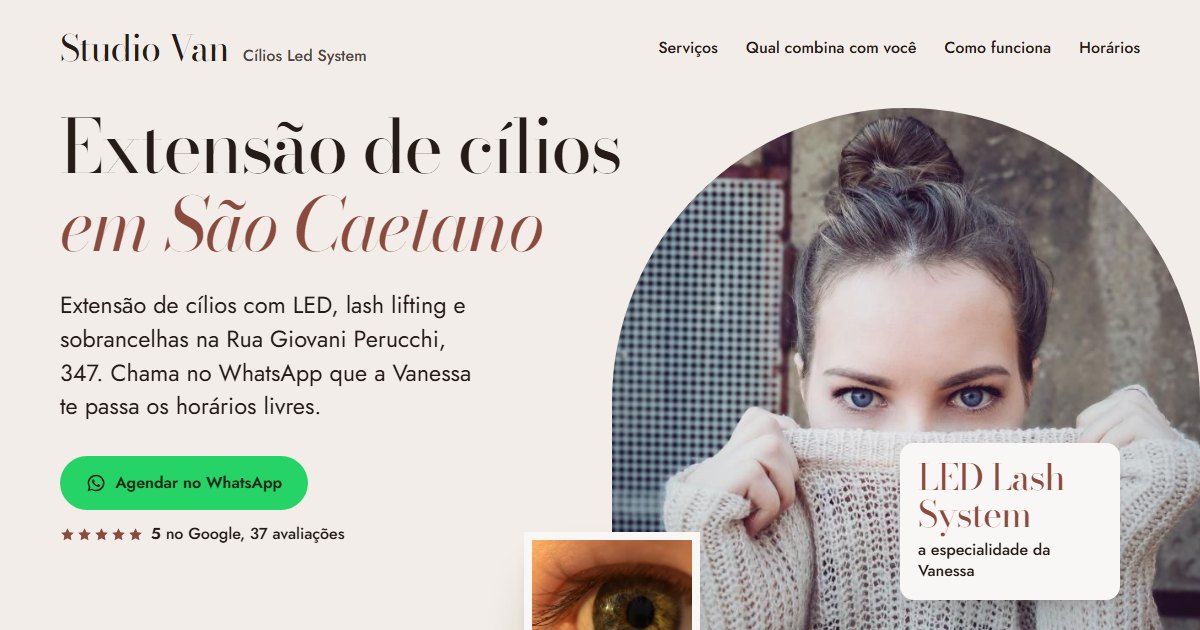 Studio Van Cílios Led System
Serviços Qual combina com você Como funciona Horários
Extensão de cílios
em São Caetano
Extensão de cílios com LED, lash lifting e
sobrancelhas na Rua Giovani Perucchi,
347. Chama no WhatsApp que a Vanessa
te passa os horários livres.
Agendar no WhatsApp
5 no Google, 37 avaliações
LED Lash
System
a especialidade da
Vanessa